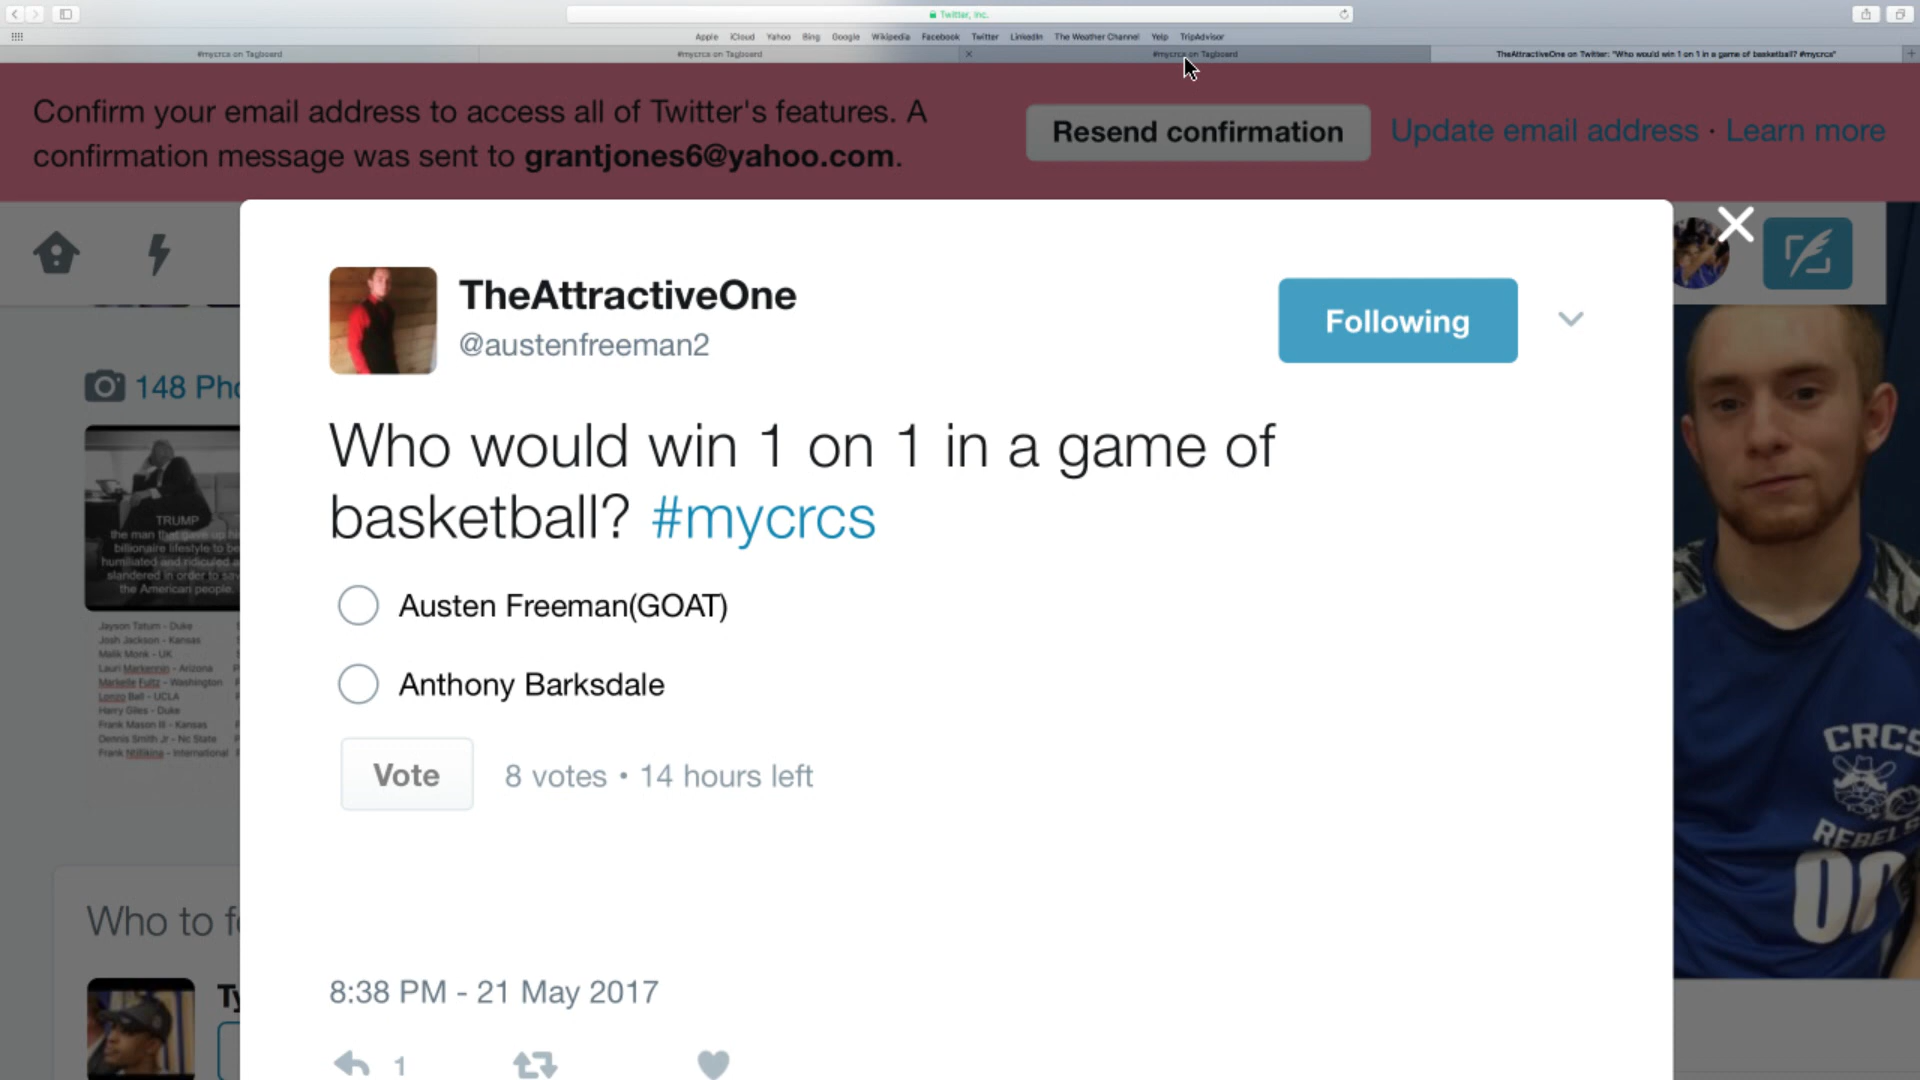 Twitter, Inc.
Apple iCloud Yahoo Bing Google Wikipedia Facebook Twitter LinkedIn The Weather Channel Yelp TripAdvisor
#mycrcs on Tagboard
#mycrcs on Tagboard
#mycrcs on Tagboard
TheAttractiveOne on Twitter: "Who would win 1 on 1 in a game of basketball? #mycrcs"
Confirm your email address to access all of Twitter's features. A
confirmation message was sent to grantjones6@yahoo.com.
Resend confirmation
Update email address · Learn more
TheAttractiveOne
@austenfreeman2
Following
148 Pho
Who would win 1 on 1 in a game of
basketball? #mycrcs
Austen Freeman(GOAT)
Anthony Barksdale
Vote
8 votes • 14 hours left
8:38 PM - 21 May 2017
1
TRUMP
the man that gave up hi
billionaire lifestyle to be
humiliated and ridiculed a
slandered in order to sav
the American people.
Jayson Tatum - Duke
Josh Jackson - Kansas
Malik Monk - UK
Lauri Markennin - Arizona
Markelle Fultz - Washington
Lonzo Ball - UCLA
Harry Giles - Duke
Frank Mason III - Kansas
Dennis Smith Jr - Nc State
Frank Ntilikina - International
Who to f
Ty
CRCS
REBELS
00